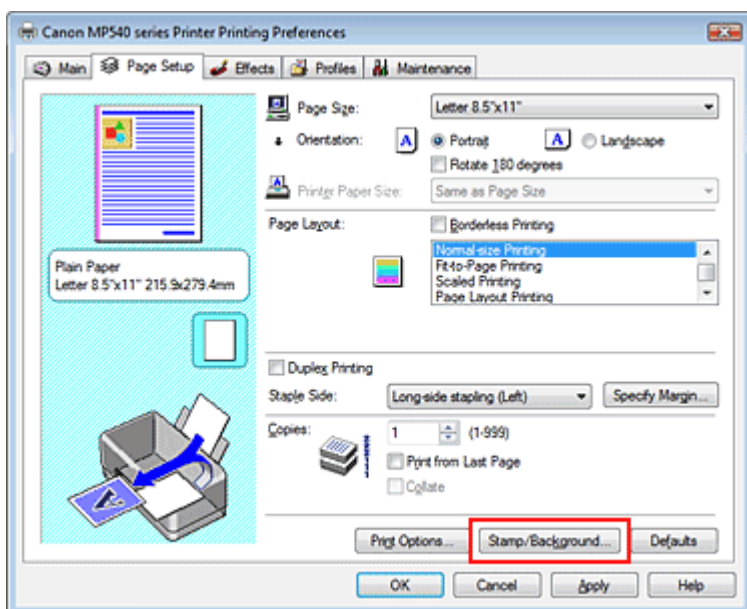 Canon MP540 series Printer Printing Preferences
Main Page Setup Effects Profiles Maintenance
Page Size: Letter 8.5"x11"
Orientation: A Portrait A Landscape
Rotate 180 degrees
Printer Paper Size: Same as Page Size
Page Layout: Borderless Printing
Normal-size Printing
Fit-to-Page Printing
Scaled Printing
Page Layout Printing
Plain Paper
Letter 8.5"x11" 215.9x279.4mm
Duplex Printing
Staple Side: Long-side stapling (Left) Specify Margin...
Copies: 1 (1-999)
Print from Last Page
Collate
A
Print Options... Stamp/Background... Defaults
OK Cancel Apply Help